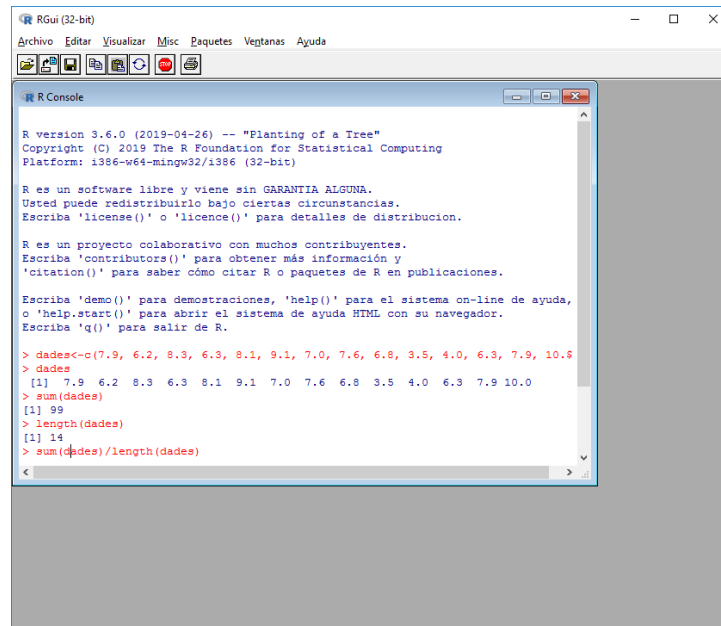 RGui (32-bit)
Archivo Editar Visualizar Misc Paquetes Ventanas Ayuda
STOP
R Console
R version 3.6.0 (2019-04-26) -- "Planting of a Tree"
Copyright (C) 2019 The R Foundation for Statistical Computing
Platform: i386-w64-mingw32/i386 (32-bit)
R es un software libre y viene sin GARANTIA ALGUNA.
Usted puede redistribuirlo bajo ciertas circunstancias.
Escriba 'license()' o 'licence()' para detalles de distribucion.
R es un proyecto colaborativo con muchos contribuyentes.
Escriba 'contributors()' para obtener más información y
'citation()' para saber cómo citar R o paquetes de R en publicaciones.
Escriba 'demo()' para demostraciones, 'help()' para el sistema on-line de ayuda,
o 'help.start()' para abrir el sistema de ayuda HTML con su navegador.
Escriba 'q()' para salir de R.
> dades<-c(7.9, 6.2, 8.3, 6.3, 8.1, 9.1, 7.0, 7.6, 6.8, 3.5, 4.0, 6.3, 7.9, 10.$
> dades
[1] 7.9 6.2 8.3 6.3 8.1 9.1 7.0 7.6 6.8 3.5 4.0 6.3 7.9 10.0
> sum(dades)
[1] 99
> length(dades)
[1] 14
> sum(dades)/length(dades)